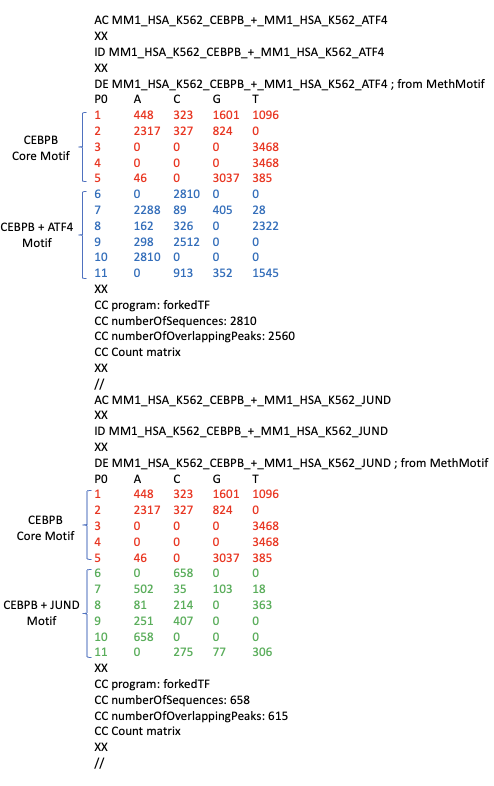 AC MM1_HSA_K562_CEBPB_+_MM1_HSA_K562_ATF4
XX
ID MM1_HSA_K562_CEBPB_+_MM1_HSA_K562_ATF4
XX
DE MM1_HSA_K562_CEBPB_+_MM1_HSA_K562_ATF4 ; from MethMotif
P0 A C G T
1 448 323 1601 1096
2 2317 327 824 0
CEBPB
Core Motif
3 0 0 0 3468
4 0 0 0 3468
5 46 0 3037 385
6 0 2810 0 0
7 2288 89 405 28
CEBPB + ATF4
Motif
8 162 326 0 2322
9 298 2512 0 0
10 2810 0 0 0
11 0 913 352 1545
XX
CC program: forkedTF
CC numberOfSequences: 2810
CC numberOfOverlappingPeaks: 2560
CC Count matrix
XX
//
AC MM1_HSA_K562_CEBPB_+_MM1_HSA_K562_JUND
XX
ID MM1_HSA_K562_CEBPB_+_MM1_HSA_K562_JUND
XX
DE MM1_HSA_K562_CEBPB_+_MM1_HSA_K562_JUND ; from MethMotif
P0 A C G T
1 448 323 1601 1096
2 2317 327 824 0
CEBPB
Core Motif
3 0 0 0 3468
4 0 0 0 3468
5 46 0 3037 385
6 0 658 0 0
7 502 35 103 18
CEBPB + JUND
Motif
8 81 214 0 363
9 251 407 0 0
10 658 0 0 0
11 0 275 77 306
XX
CC program: forkedTF
CC numberOfSequences: 658
CC numberOfOverlappingPeaks: 615
CC Count matrix
XX
//